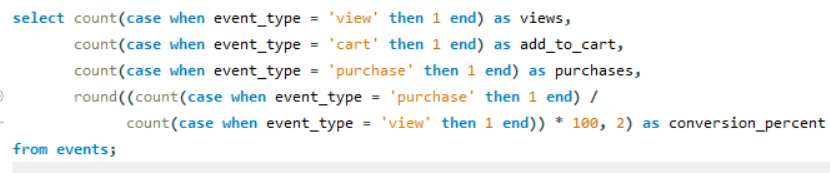 select count(case when event_type = 'view' then 1 end) as views,
count(case when event_type = 'cart' then 1 end) as add_to_cart,
count(case when event_type = 'purchase' then 1 end) as purchases,
round((count(case when event_type = 'purchase' then 1 end) /
count(case when event_type = 'view' then 1 end)) * 100, 2) as conversion_percent
from events;